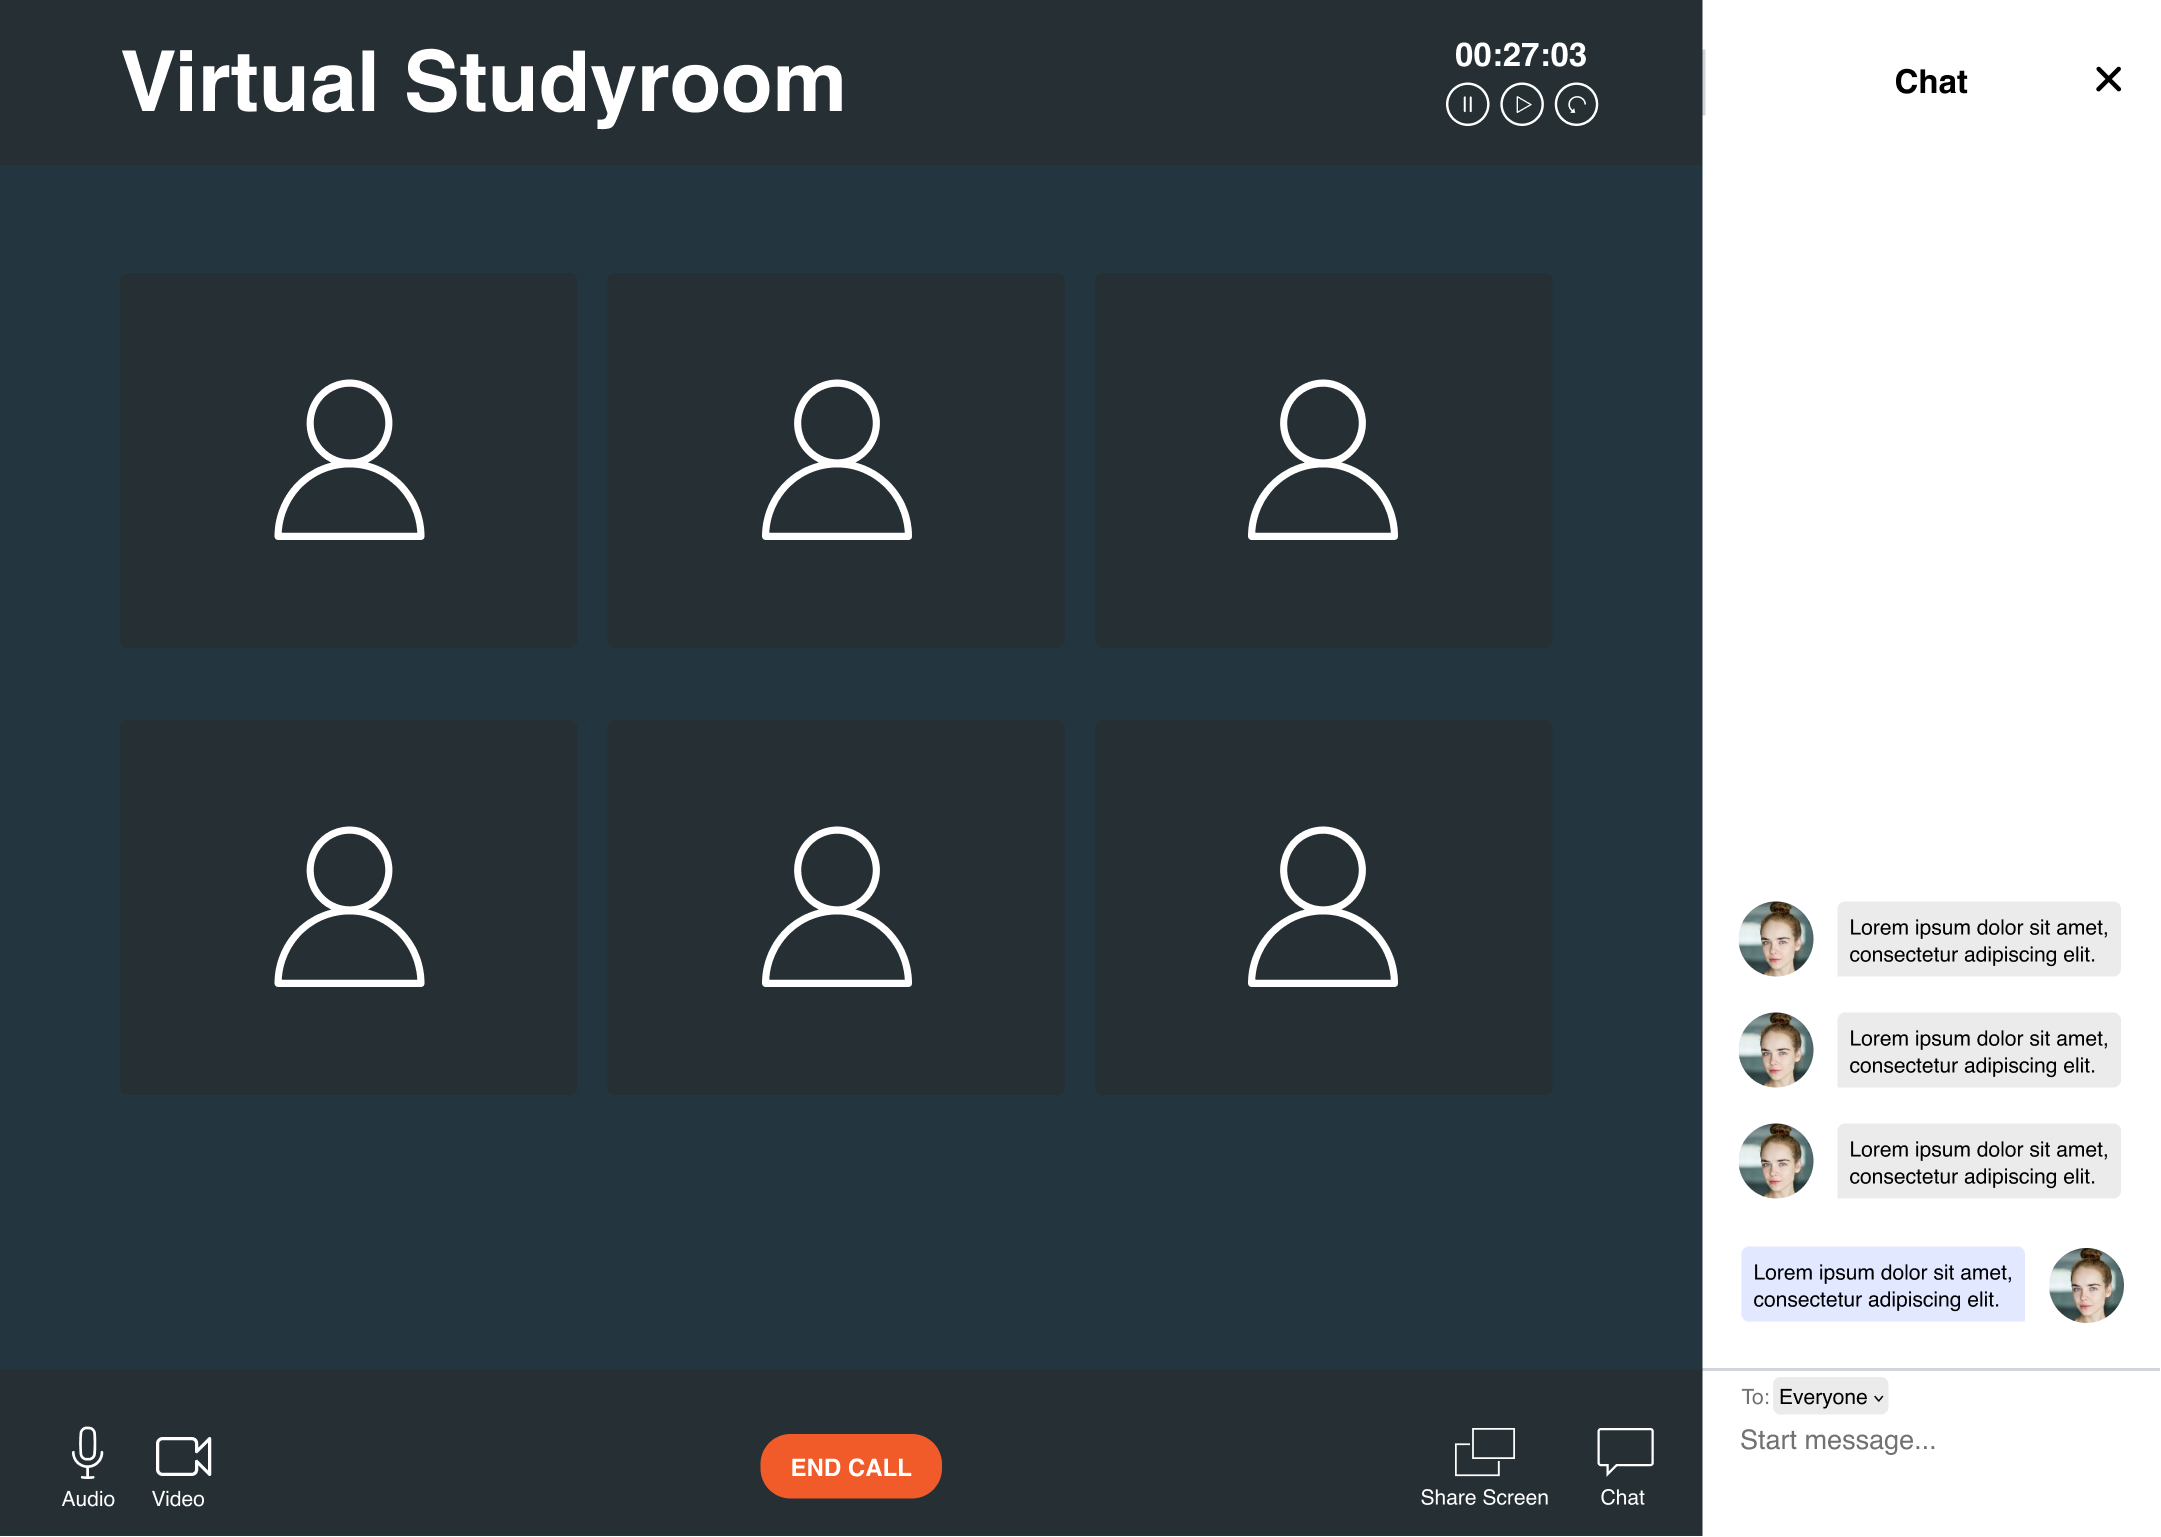 Virtual Studyroom
00:27:03
Chat
Lorem ipsum dolor sit amet,
consectetur adipiscing elit.
Lorem ipsum dolor sit amet,
consectetur adipiscing elit.
Lorem ipsum dolor sit amet,
consectetur adipiscing elit.
Lorem ipsum dolor sit amet,
consectetur adipiscing elit.
To: Everyone
Start message...
Audio
Video
END CALL
Share Screen
Chat